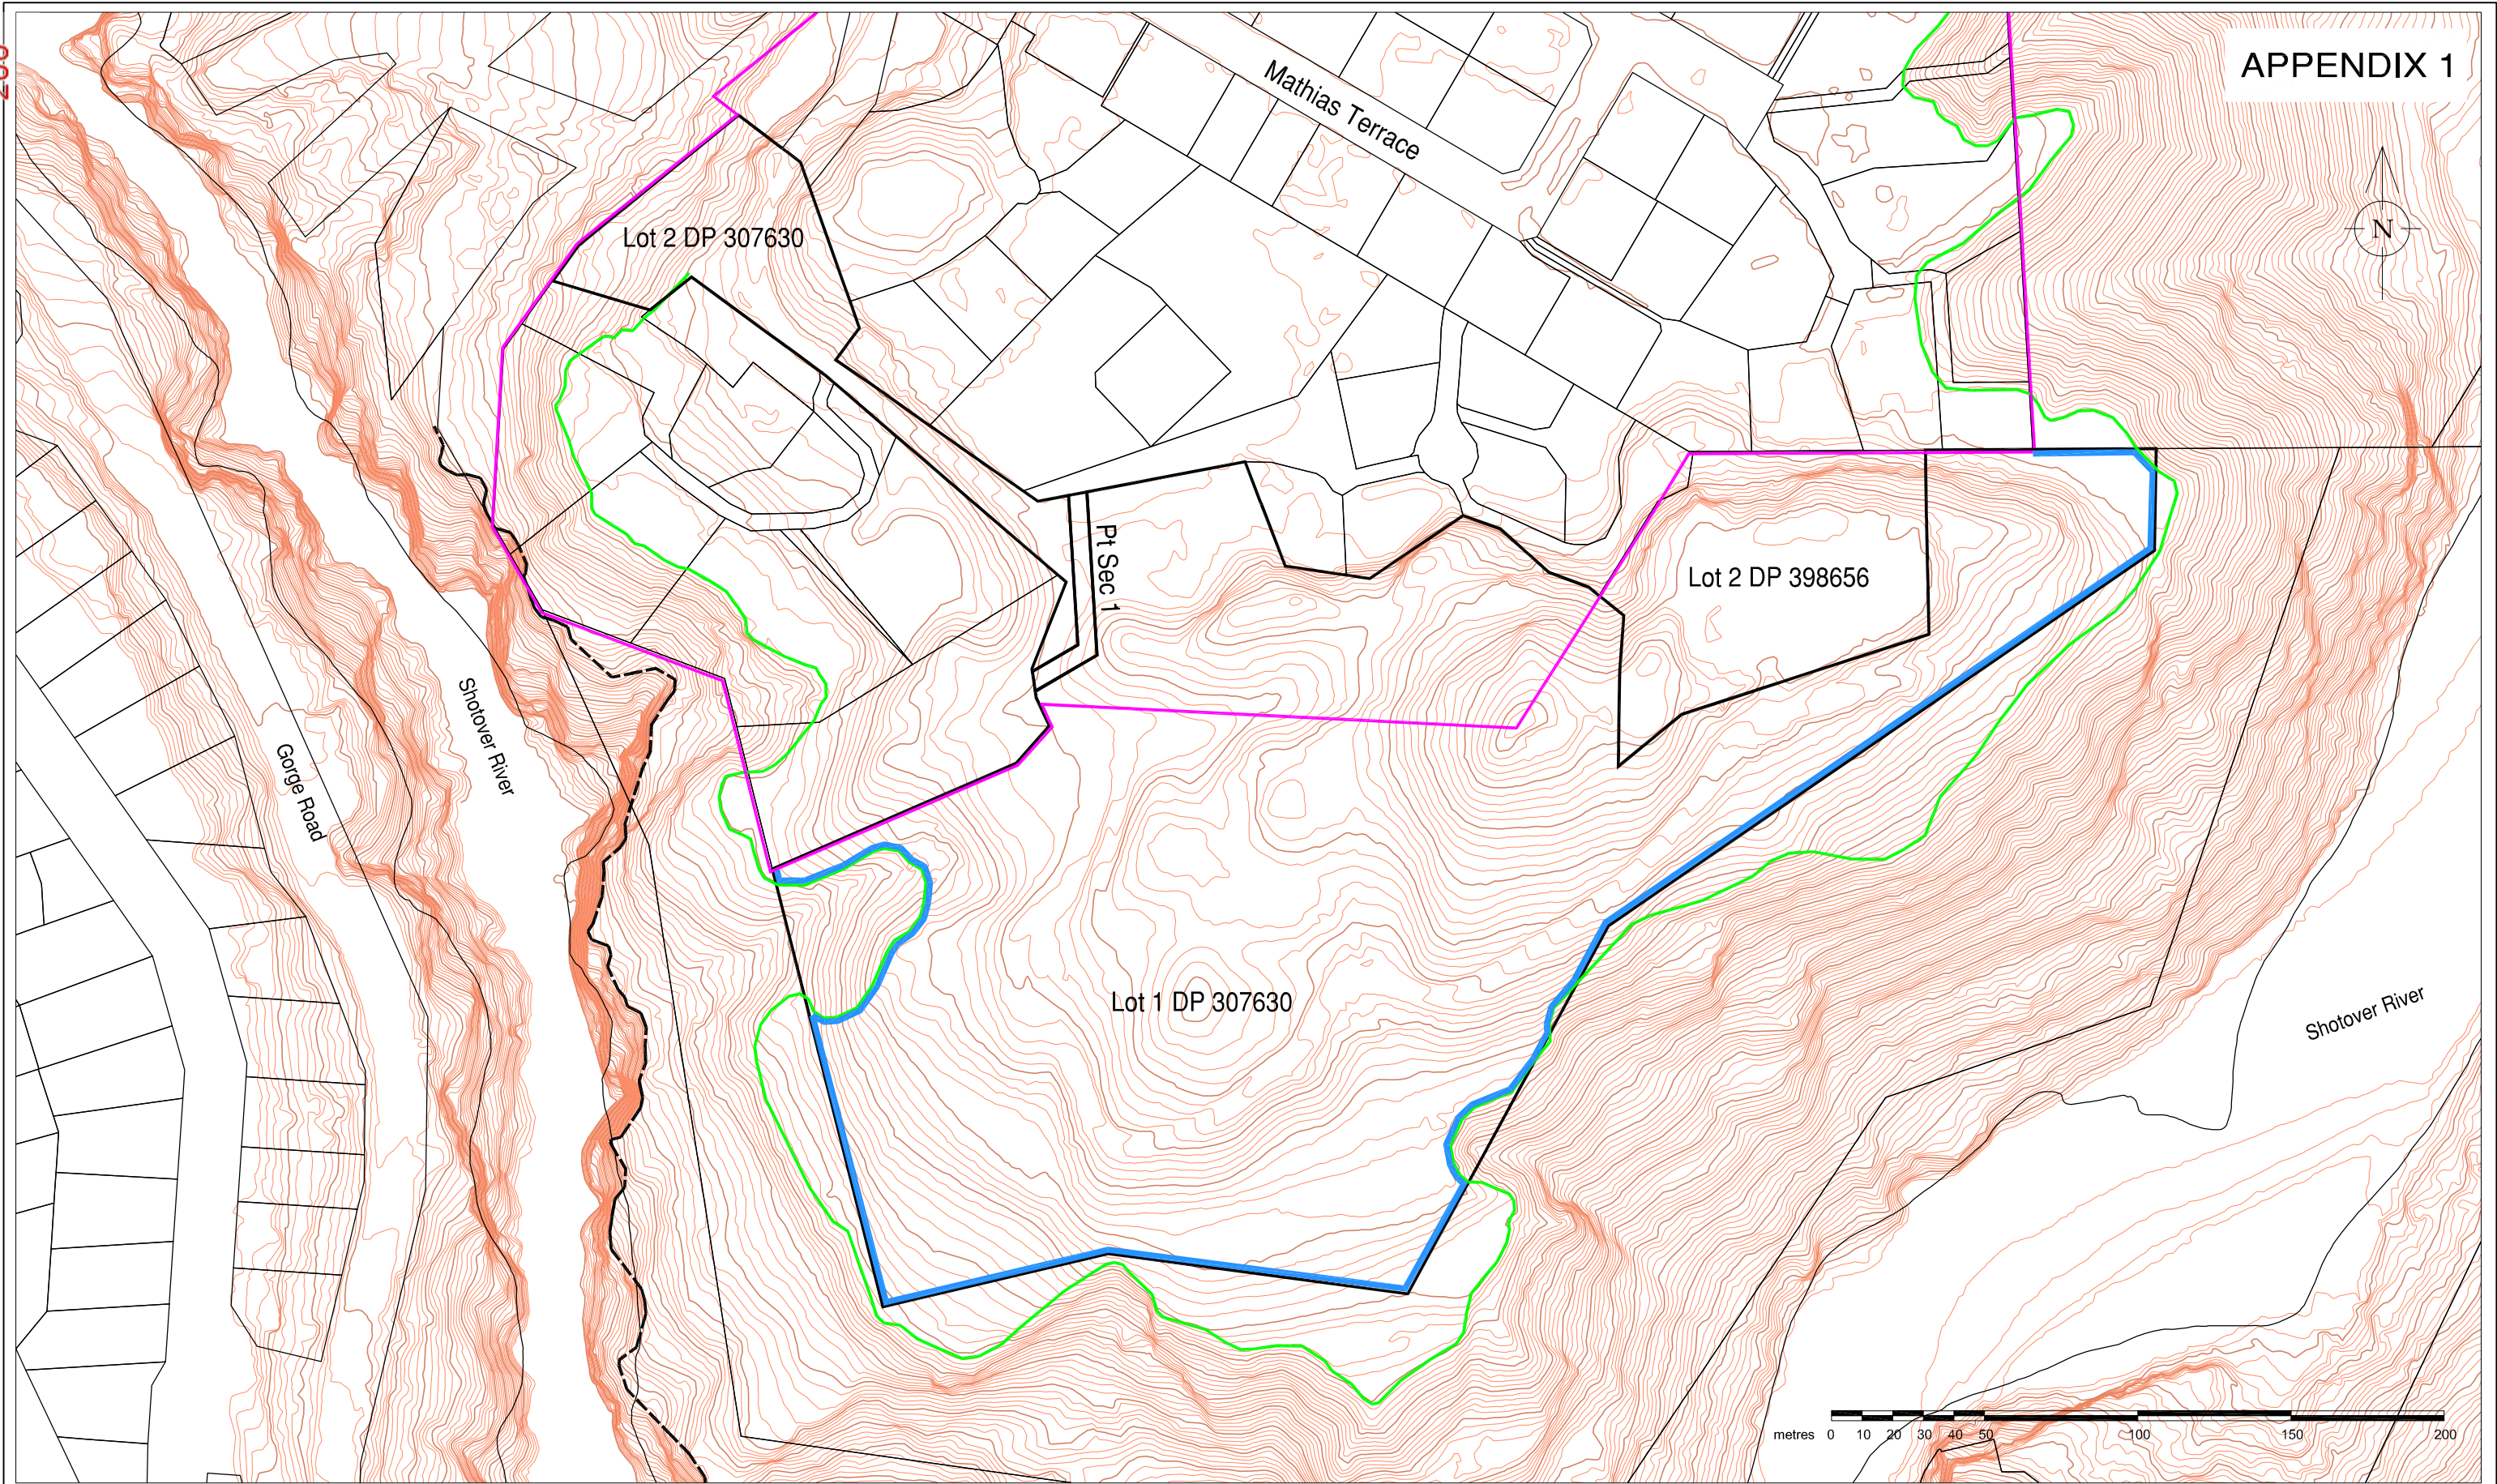 APPENDIX 1
Mathias Terrace
N
Lot 2 DP 307630
Pt Sec 1
Lot 2 DP 398656
Shotover River
Gorge Road
Lot 1 DP 307630
Shotover River
metres 0 10 20 30 40 50 100 150 200